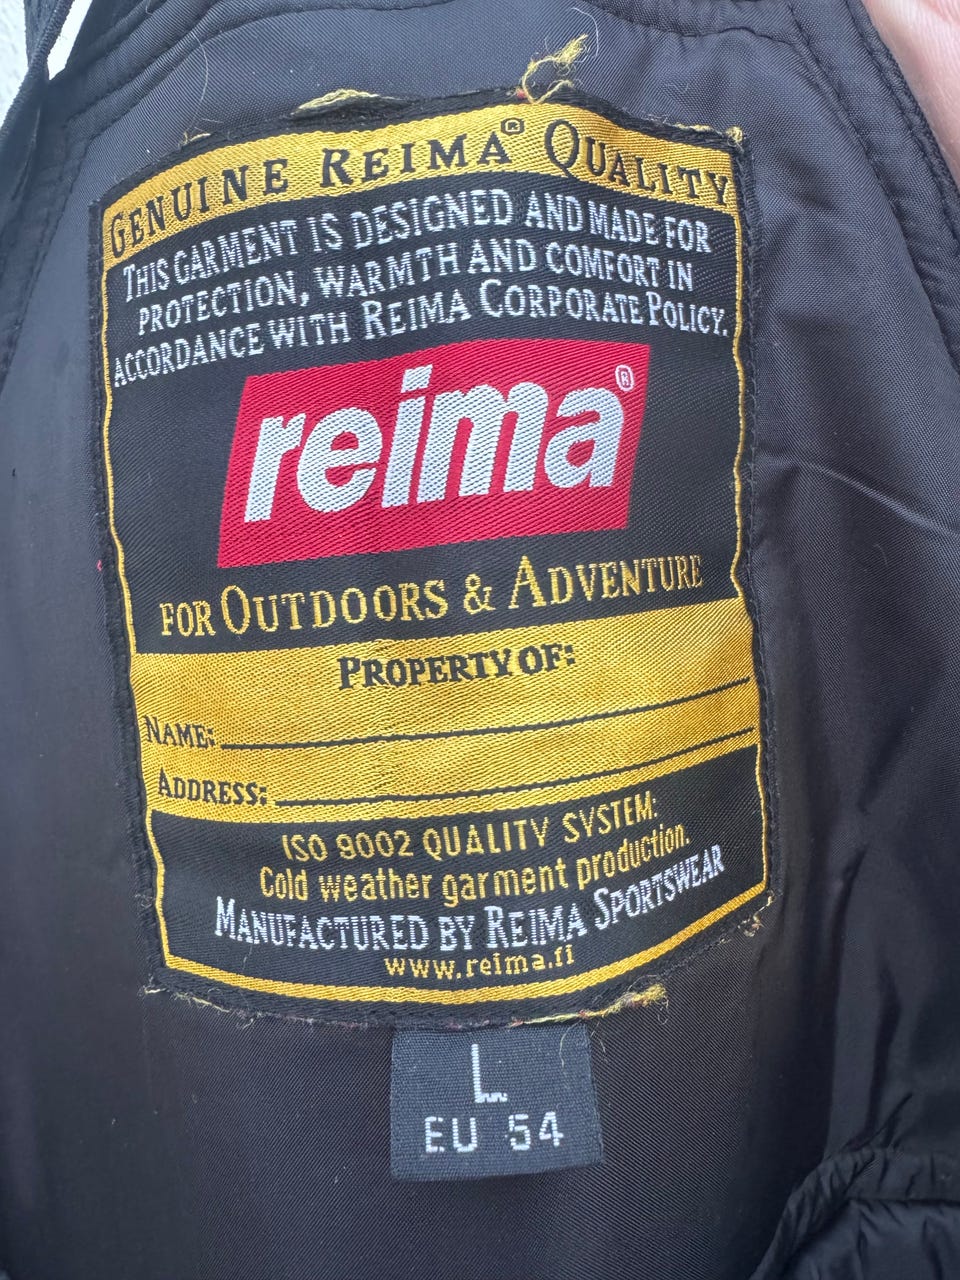 GENUINE REIMA® QUALITY
THIS GARMENT IS DESIGNED AND MADE FOR
PROTECTION, WARMTH AND COMFORT IN
ACCORDANCE WITH REIMA CORPORATE POLICY.
reima®
FOR OUTDOORS & ADVENTURE
PROPERTY OF:
NAME:
ADDRESS:
ISO 9002 QUALITY SYSTEM:
Cold weather garment production.
MANUFACTURED BY REIMA SPORTSWEAR
www.reima.fi
L
EU 54